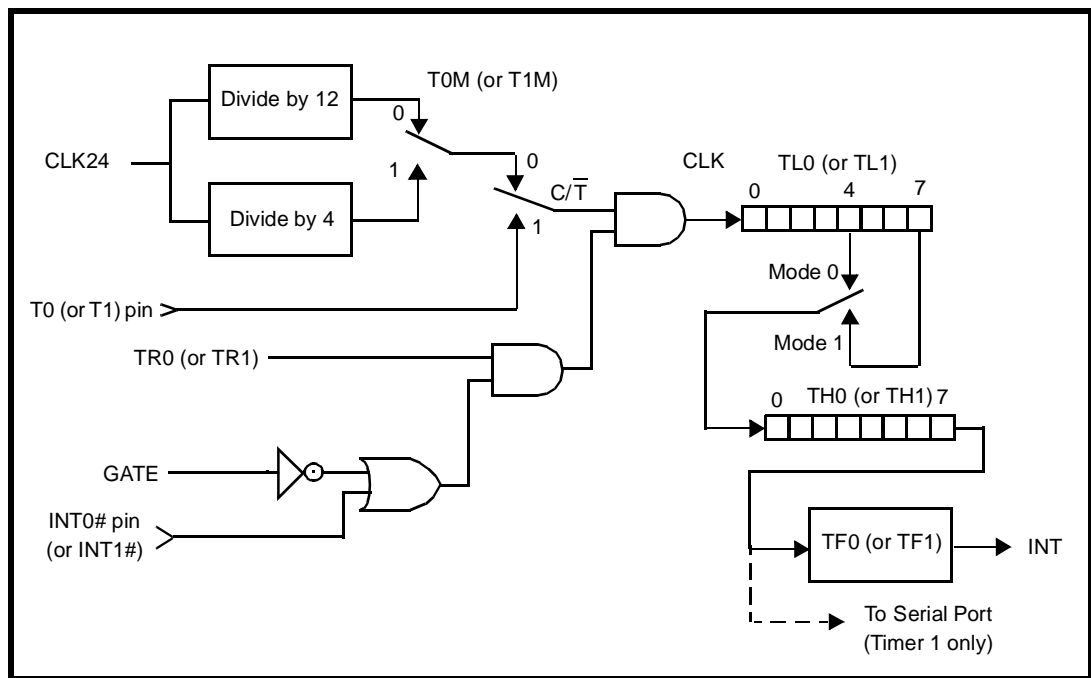 T0M (or T1M)
Divide by 12
0
CLK24
1
0
C/T̅
CLK
TL0 (or TL1)
0 4 7
Divide by 4
1
Mode 0
T0 (or T1) pin
Mode 1
TR0 (or TR1)
0 TH0 (or TH1) 7
GATE
INT0# pin
(or INT1#)
TF0 (or TF1)
INT
To Serial Port
(Timer 1 only)